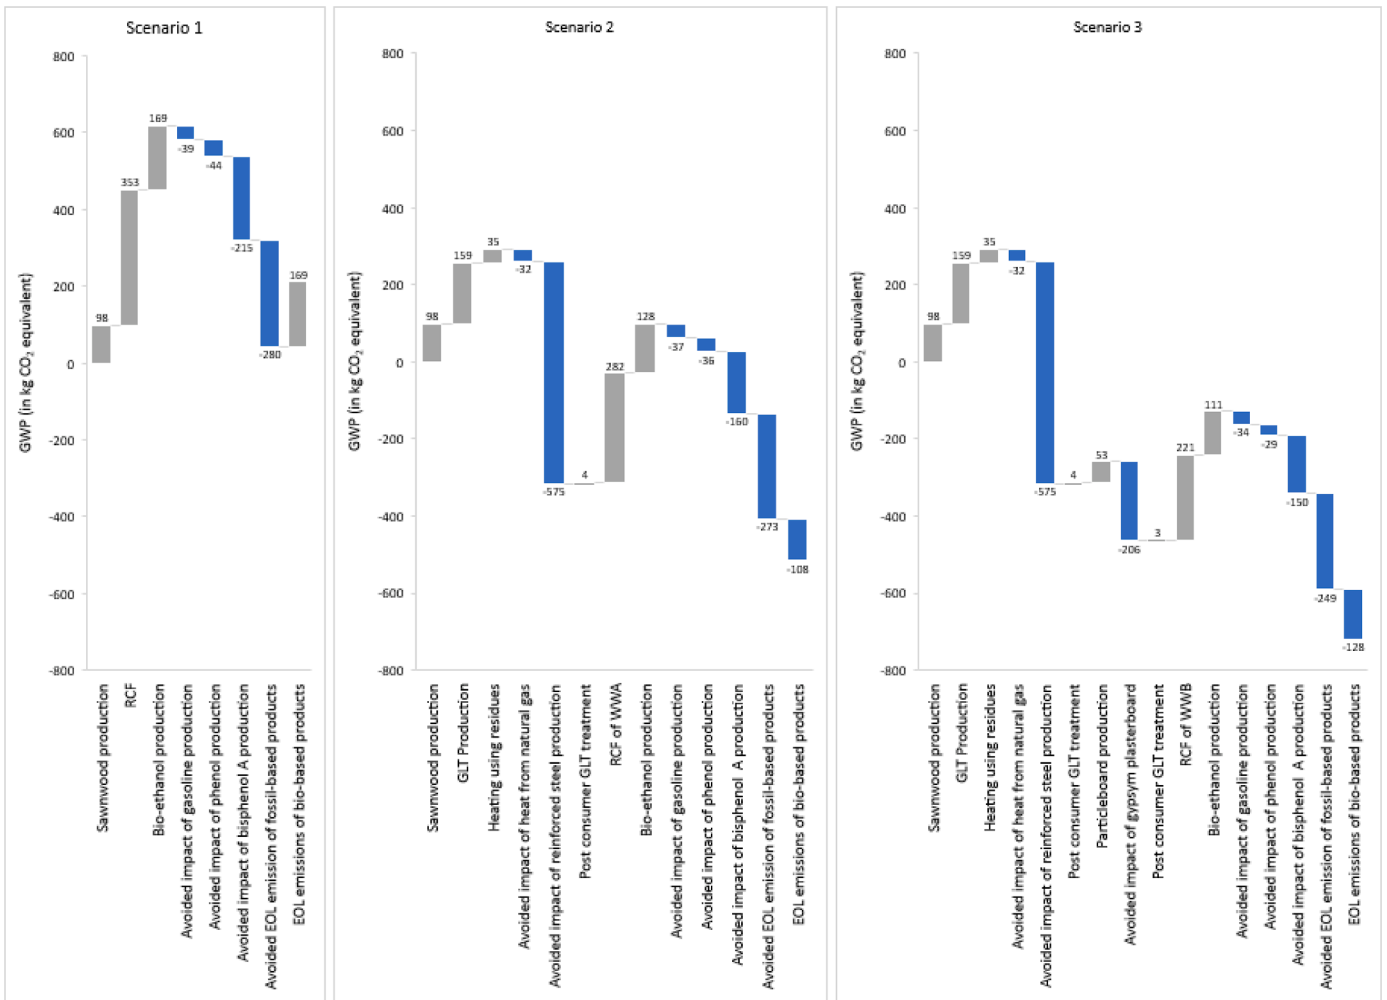 Scenario 1
800
600
400
200
0
-200
-400
-600
-800
GWP (in kg CO₂ equivalent)
98
353
169
-39
-44
-215
-280
169
Sawnwood production
RCF
Bio-ethanol production
Avoided impact of gasoline production
Avoided impact of phenol production
Avoided impact of bisphenol A production
Avoided EOL emission of fossil-based products
EOL emissions of bio-based products
Scenario 2
800
600
400
200
0
-200
-400
-600
-800
GWP (in kg CO₂ equivalent)
98
159
35
-32
-575
4
282
128
-37
-36
-160
-273
-108
Sawnwood production
GLT Production
Heating using residues
Avoided impact of heat from natural gas
Avoided impact of reinforced steel production
Post consumer GLT treatment
RCF of WWA
Bio-ethanol production
Avoided impact of gasoline production
Avoided impact of phenol production
Avoided impact of bisphenol A production
Avoided EOL emission of fossil-based products
EOL emissions of bio-based products
Scenario 3
800
600
400
200
0
-200
-400
-600
-800
GWP (in kg CO₂ equivalent)
98
159
35
-32
-575
4
53
-206
3
221
111
-34
-29
-150
-249
-128
Sawnwood production
GLT Production
Heating using residues
Avoided impact of heat from natural gas
Avoided impact of reinforced steel production
Post consumer GLT treatment
Particleboard production
Avoided impact of gypsym plasterboard
Post consumer GLT treatment
RCF of WWB
Bio-ethanol production
Avoided impact of gasoline production
Avoided impact of phenol production
Avoided impact of bisphenol A production
Avoided EOL emission of fossil-based products
EOL emissions of bio-based products